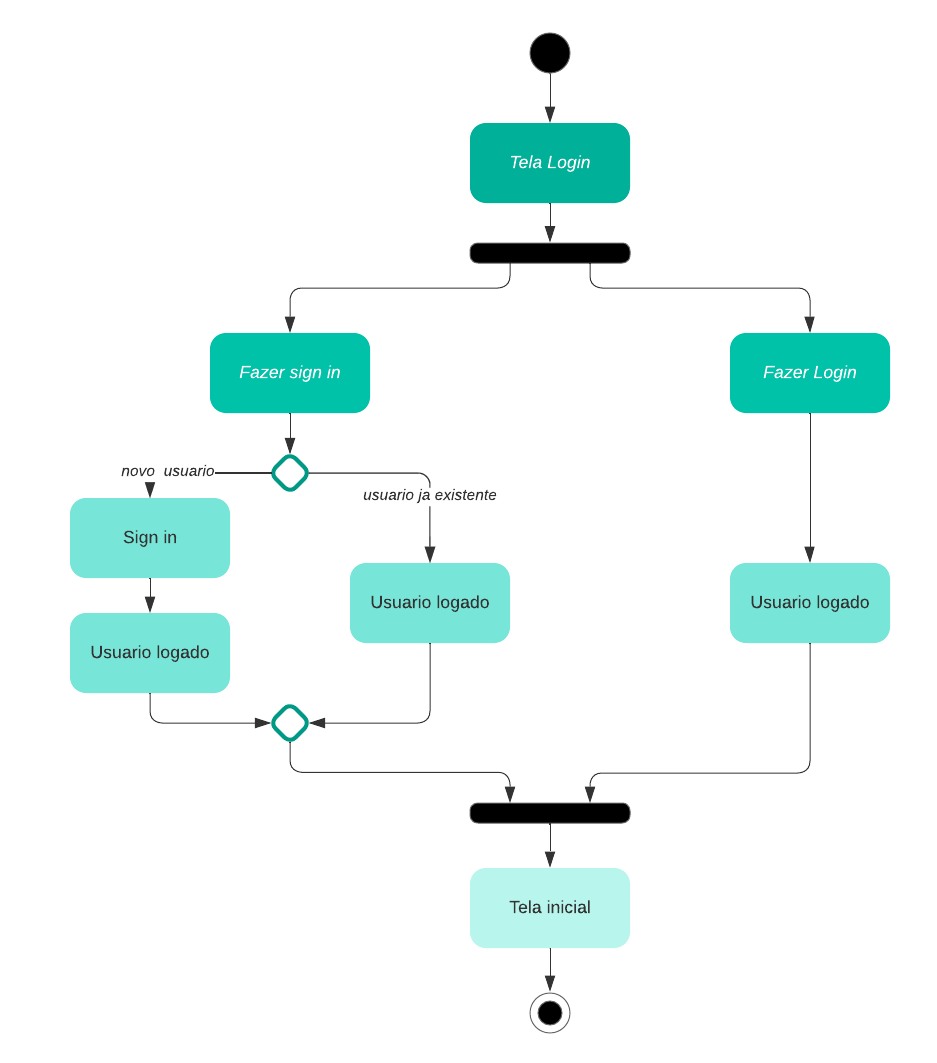 Tela Login
Fazer sign in
Fazer Login
novo usuario
usuario ja existente
Sign in
Usuario logado
Usuario logado
Usuario logado
Tela inicial